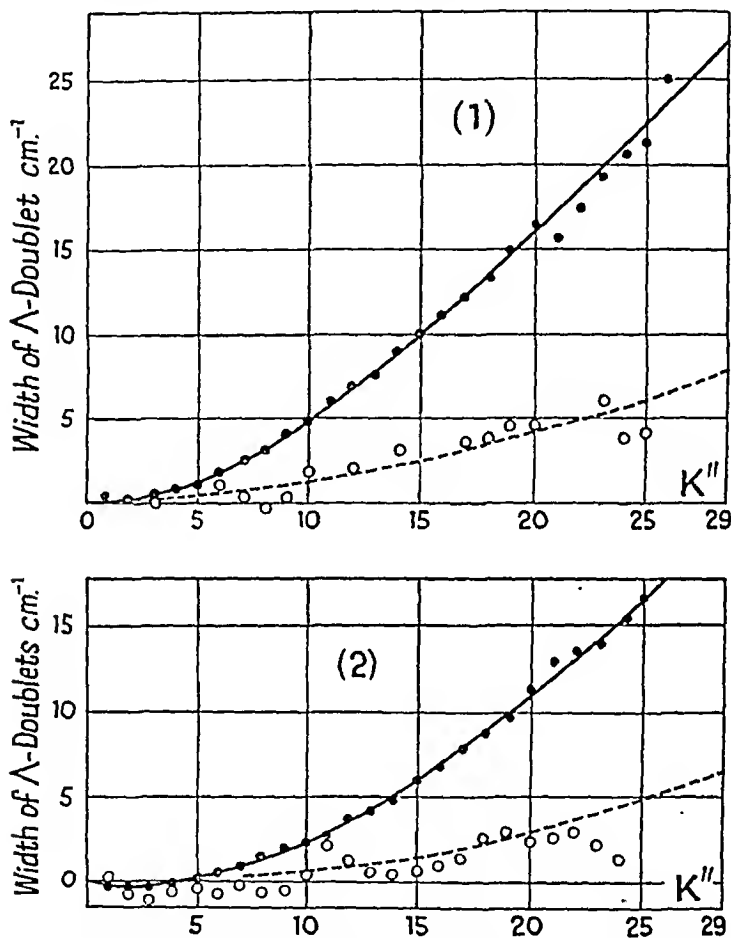 Width of Λ-Doublet cm.⁻¹
25
20
15
10
5
(1)
K″
0 5 10 15 20 25 29
Width of Λ-Doublets cm.⁻¹
15
10
5
0
(2)
K″
5 10 15 20 25 29